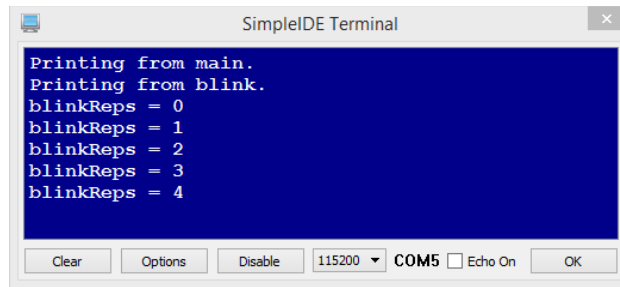 SimpleIDE Terminal
Printing from main.
Printing from blink.
blinkReps = 0
blinkReps = 1
blinkReps = 2
blinkReps = 3
blinkReps = 4
Clear Options Disable 115200 COM5 Echo On OK